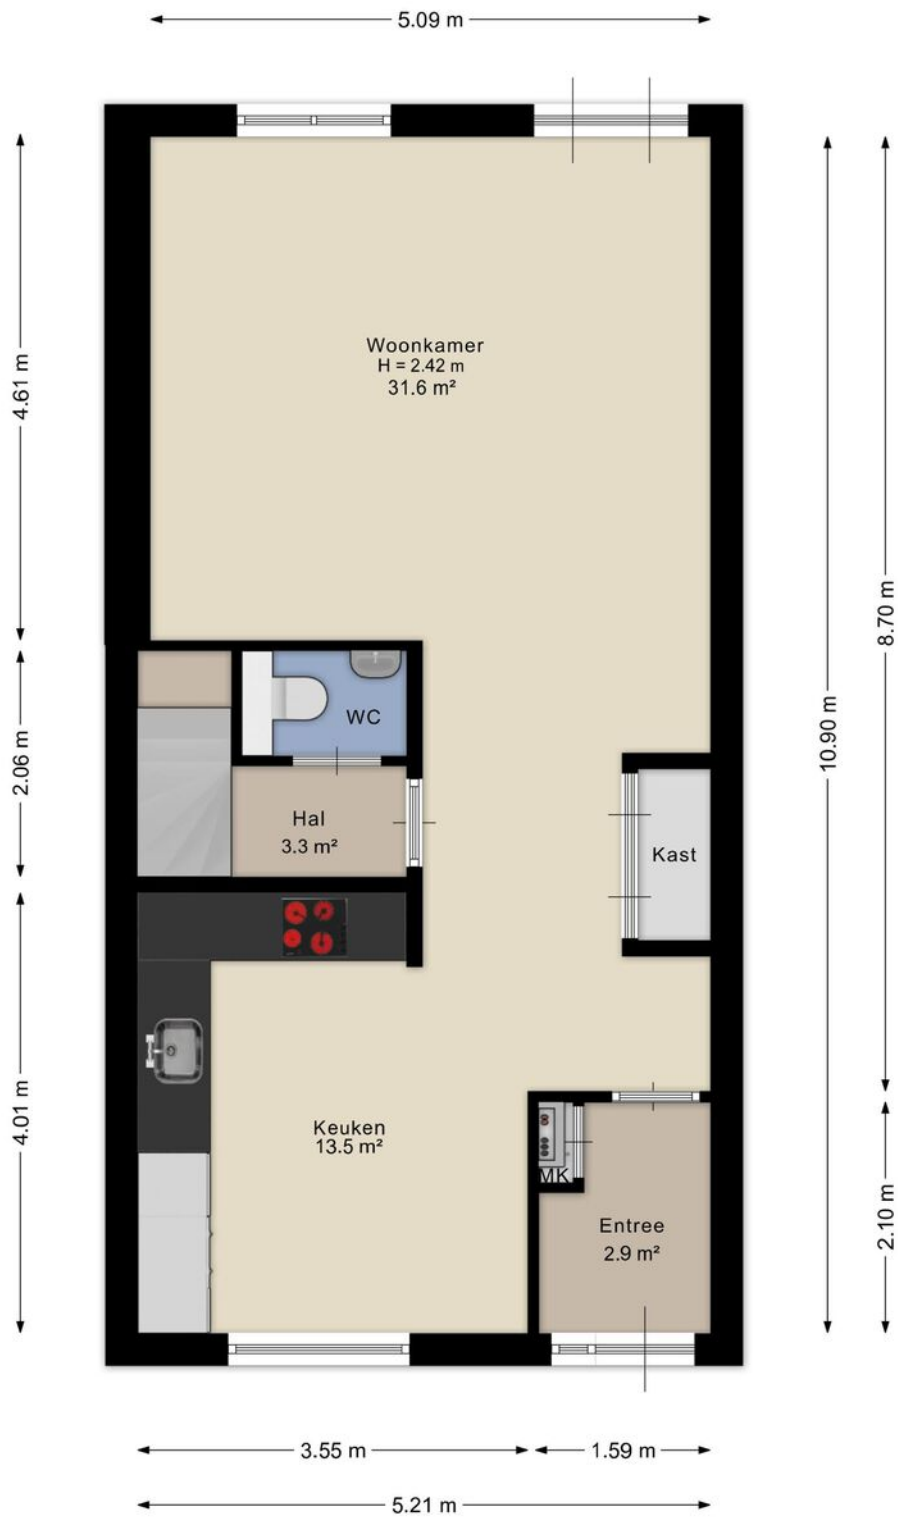 5.09 m
4.61 m
Woonkamer
H = 2.42 m
31.6 m²
8.70 m
10.90 m
2.06 m
WC
Hal
3.3 m²
Kast
4.01 m
Keuken
13.5 m²
MK
Entree
2.9 m²
2.10 m
3.55 m
1.59 m
5.21 m